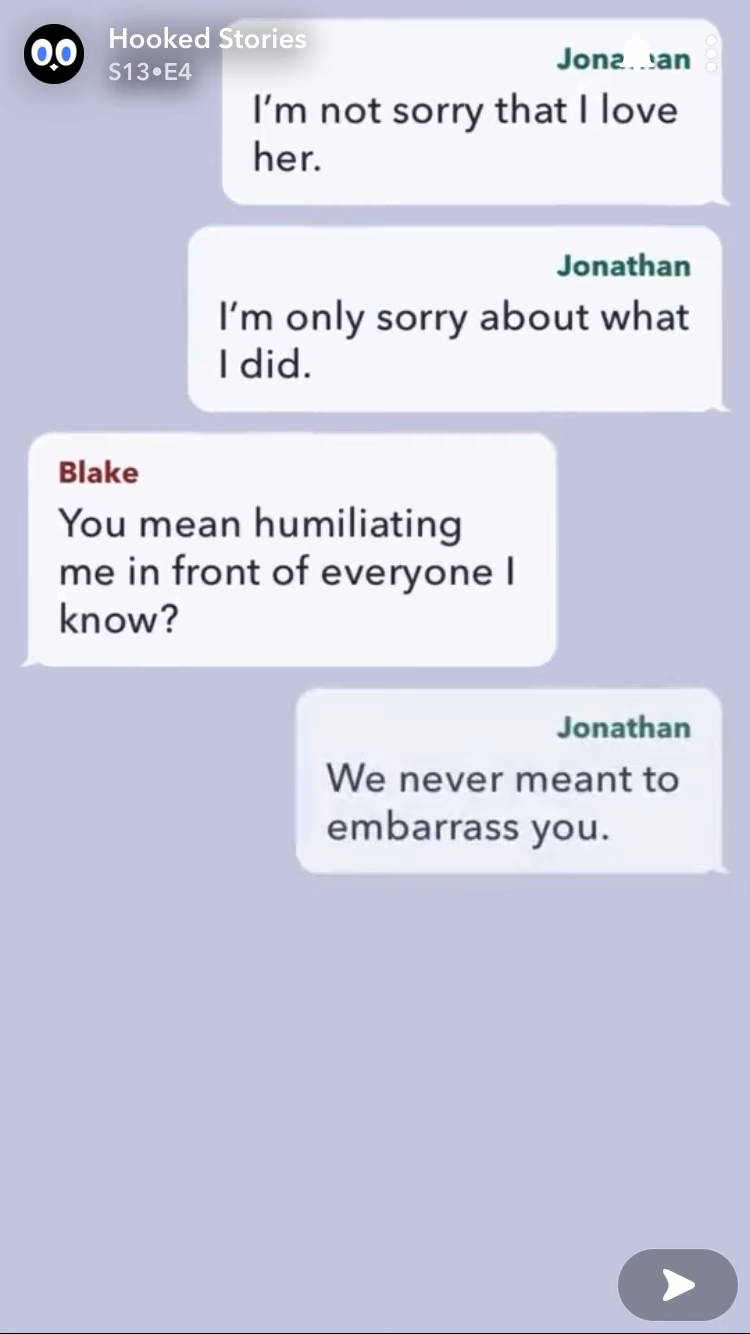 Hooked Stories
S13•E4
Jonathan
I'm not sorry that I love
her.
Jonathan
I'm only sorry about what
I did.
Blake
You mean humiliating
me in front of everyone I
know?
Jonathan
We never meant to
embarrass you.